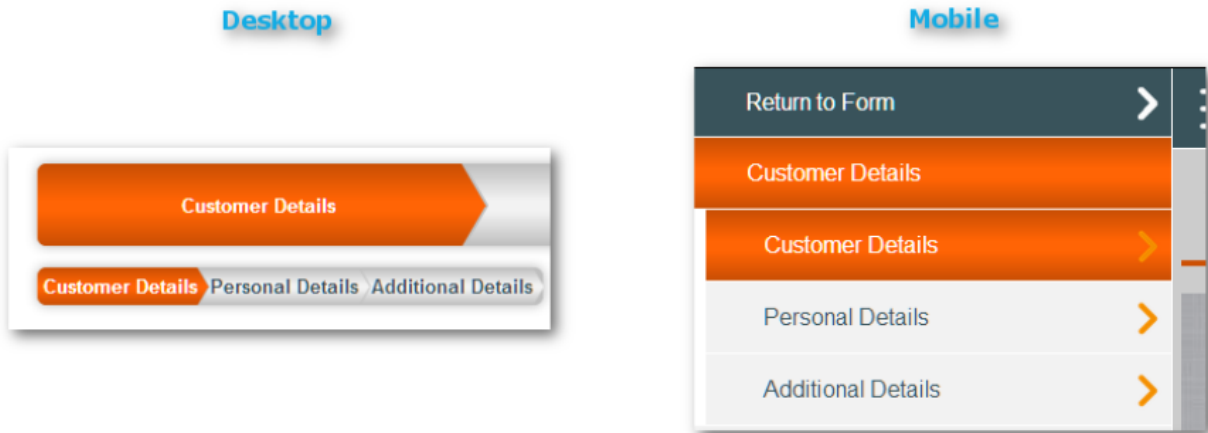 Desktop
Customer Details
Customer Details Personal Details Additional Details
Mobile
Return to Form
Customer Details
Customer Details
Personal Details
Additional Details